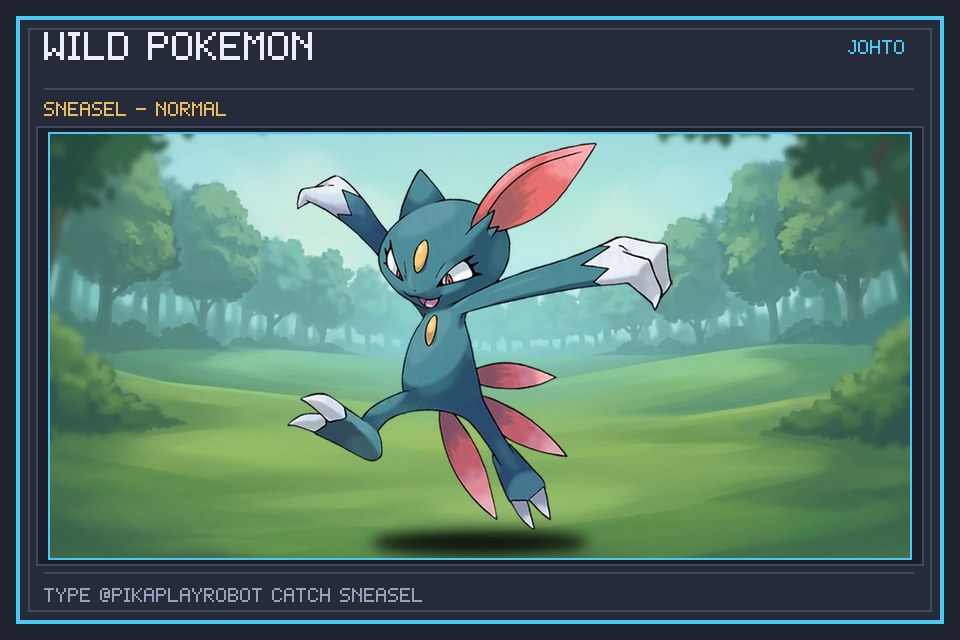 WILD POKEMON
JOHTO
SNEASEL - NORMAL
TYPE @PIKAPLAYROBOT CATCH SNEASEL